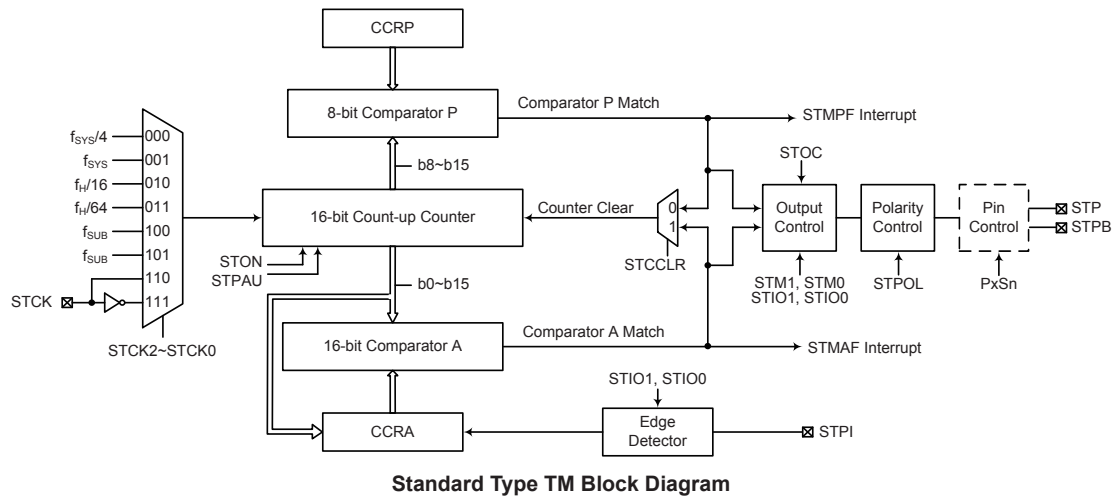 CCRP
8-bit Comparator P
Comparator P Match
STMPF Interrupt
fSYS/4
000
fSYS
001
fH/16
010
fH/64
011
fSUB
100
fSUB
101
110
111
STCK
STCK2~STCK0
b8~b15
16-bit Count-up Counter
STON
STPAU
b0~b15
Counter Clear
0
1
STCCLR
STOC
Output
Control
STM1, STM0
STIO1, STIO0
Polarity
Control
STPOL
Pin
Control
PxSn
STP
STPB
16-bit Comparator A
Comparator A Match
STMAF Interrupt
CCRA
STIO1, STIO0
Edge
Detector
STPI
Standard Type TM Block Diagram